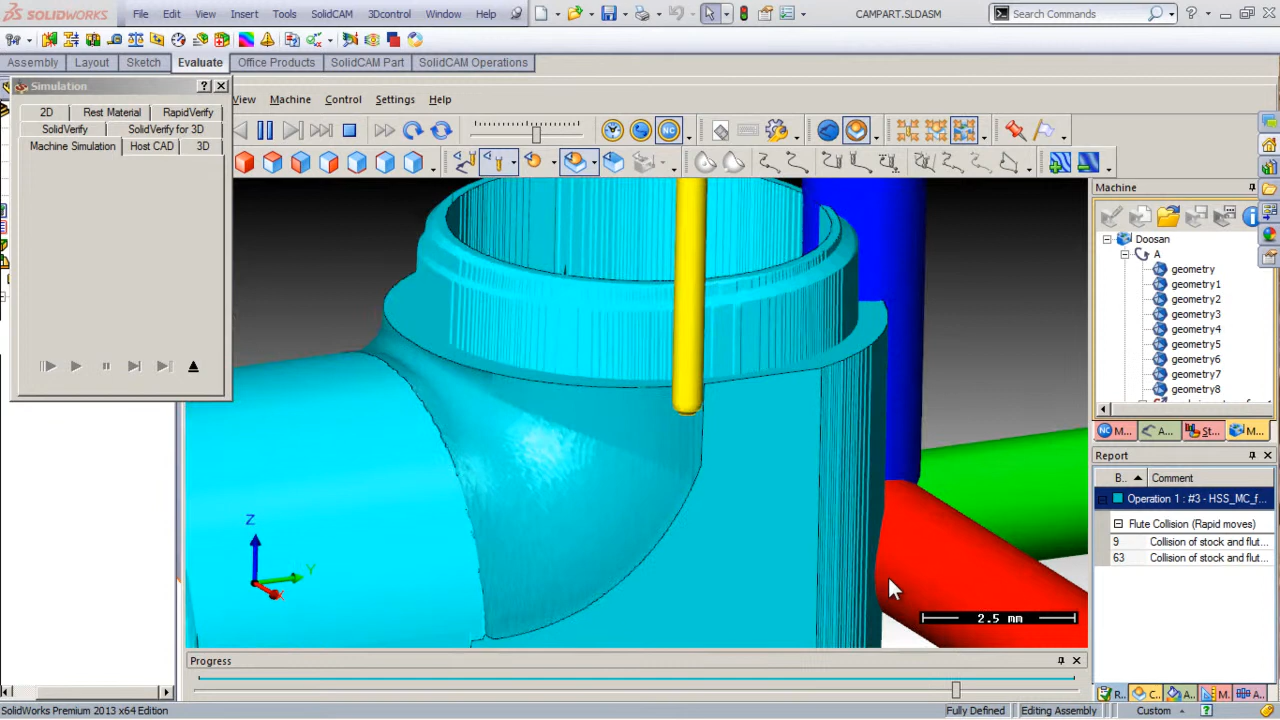 SOLIDWORKS File Edit View Insert Tools SolidCAM 3Dcontrol Window Help CAMPART.SLDASM Search Commands
Assembly Layout Sketch Evaluate Office Products SolidCAM Part SolidCAM Operations
Simulation
2D Rest Material RapidVerify
SolidVerify SolidVerify for 3D
Machine Simulation Host CAD 3D
View Machine Control Settings Help
NC
Z
Y
X
2.5 mm
Machine
Doosan
A
geometry
geometry1
geometry2
geometry3
geometry4
geometry5
geometry6
geometry7
geometry8
NC M... A... St... M...
Report
B.. Comment
Operation 1 : #3 - HSS_MC_f...
Flute Collision (Rapid moves)
9 Collision of stock and flut...
63 Collision of stock and flut...
R... C... A... M... A...
Progress
SolidWorks Premium 2013 x64 Edition Fully Defined Editing Assembly Custom